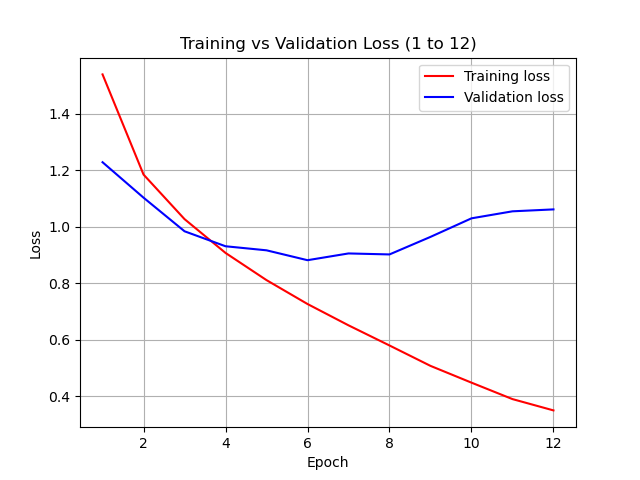 Training vs Validation Loss (1 to 12)
Training loss
Validation loss
1.4
1.2
1.0
0.8
0.6
0.4
Loss
2 4 6 8 10 12
Epoch